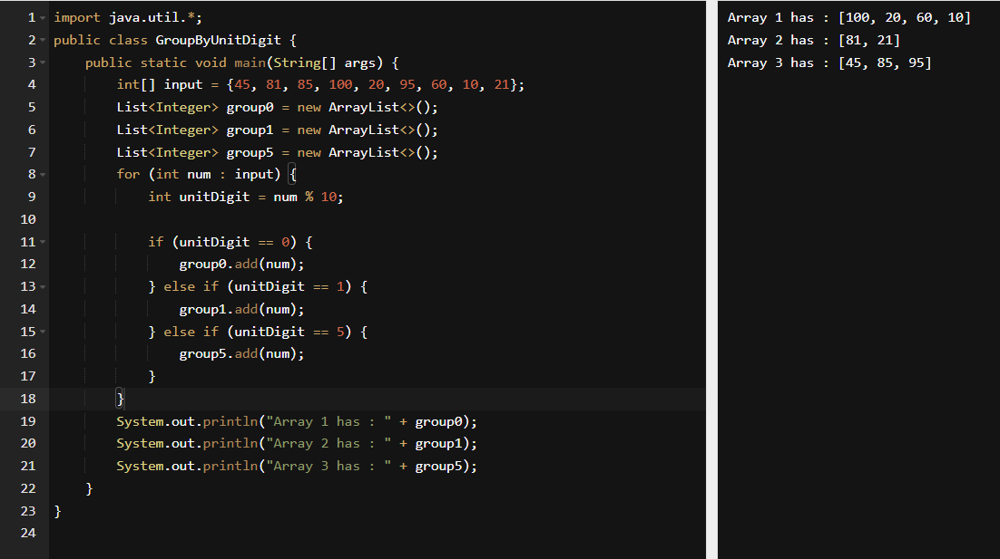 1 import java.util.*;
2 public class GroupByUnitDigit {
3     public static void main(String[] args) {
4         int[] input = {45, 81, 85, 100, 20, 95, 60, 10, 21};
5         List<Integer> group0 = new ArrayList<>();
6         List<Integer> group1 = new ArrayList<>();
7         List<Integer> group5 = new ArrayList<>();
8         for (int num : input) {
9             int unitDigit = num % 10;
10
11             if (unitDigit == 0) {
12                 group0.add(num);
13             } else if (unitDigit == 1) {
14                 group1.add(num);
15             } else if (unitDigit == 5) {
16                 group5.add(num);
17             }
18         }
19         System.out.println("Array 1 has : " + group0);
20         System.out.println("Array 2 has : " + group1);
21         System.out.println("Array 3 has : " + group5);
22     }
23 }
24
Array 1 has : [100, 20, 60, 10]
Array 2 has : [81, 21]
Array 3 has : [45, 85, 95]